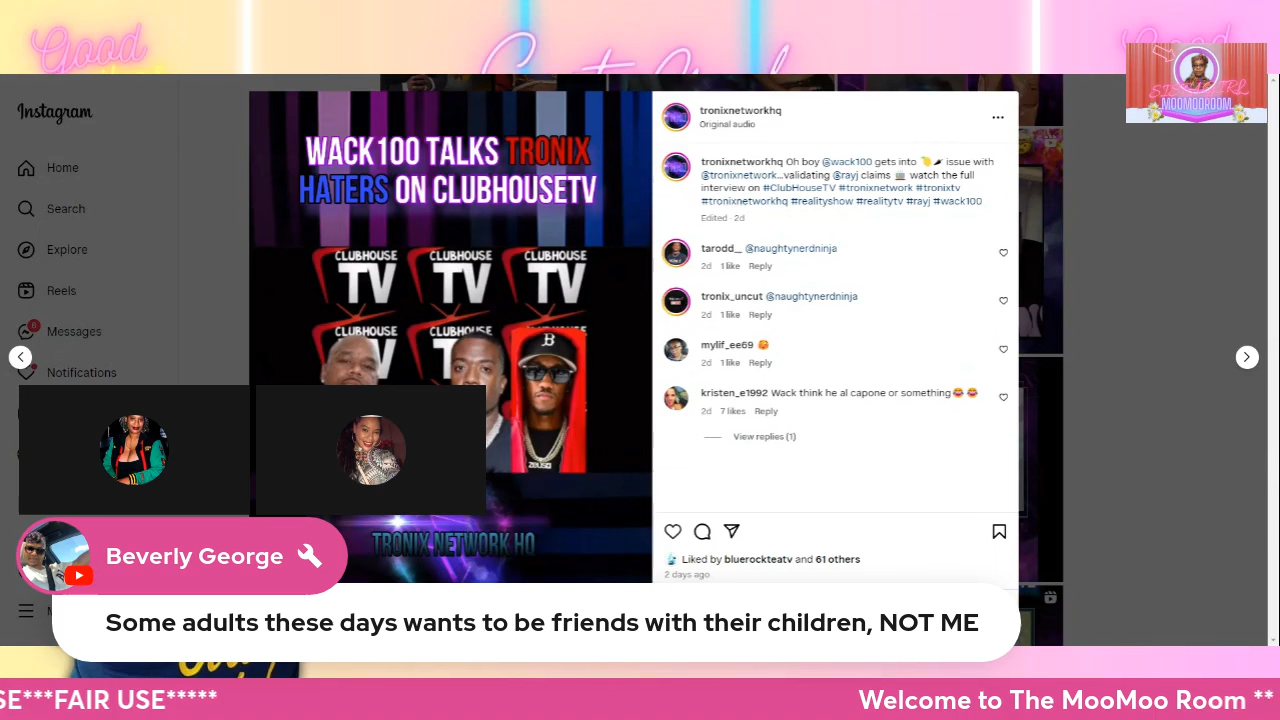 Good
Good
Instagram
Home
Search
Explore
Reels
6
Messages
Notifications
WACK100 TALKS TRONIX
HATERS ON CLUBHOUSETV
CLUBHOUSE CLUBHOUSE CLUBHOUSE
TV TV TV
CLUBHOUSE CLUBHOUSE CLUBHOUSE
TRONIX NETWORK HQ
tronixnetworkhq
Original audio
tronixnetworkhq Oh boy @wack100 gets into 🍋🌶 issue with
@tronixnetwork...validating @rayj claims ☕ watch the full
interview on #ClubHouseTV #tronixnetwork #tronixtv
#tronixnetworkhq #realityshow #realitytv #rayj #wack100
Edited · 2d
tarodd__ @naughtynerdninja
2d 1 like Reply
tronix_uncut @naughtynerdninja
2d 1 like Reply
mylif_ee69
2d 1 like Reply
kristen_e1992 Wack think he al capone or something😂😂
2d 7 likes Reply
View replies (1)
Liked by bluerockteatv and 61 others
2 days ago
MOOMOOROOM
Beverly George
Some adults these days wants to be friends with their children, NOT ME
SE***FAIR USE*****
Welcome to The MooMoo Room **